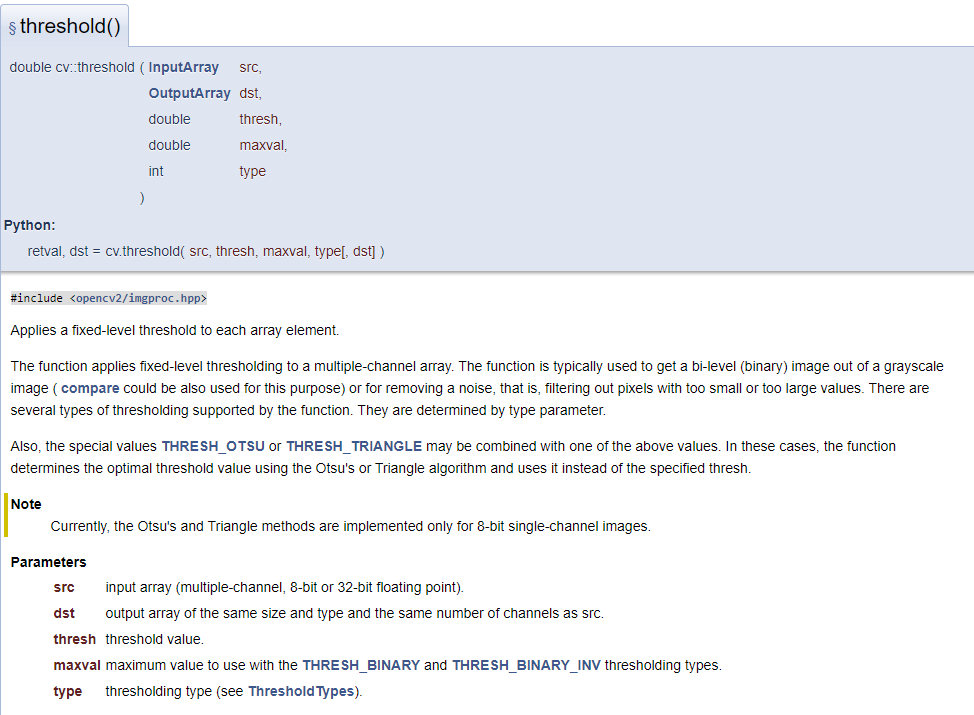 § threshold()
double cv::threshold ( InputArray src,
OutputArray dst,
double thresh,
double maxval,
int type
)
Python:
retval, dst = cv.threshold( src, thresh, maxval, type[, dst] )
#include <opencv2/imgproc.hpp>
Applies a fixed-level threshold to each array element.
The function applies fixed-level thresholding to a multiple-channel array. The function is typically used to get a bi-level (binary) image out of a grayscale
image ( compare could be also used for this purpose) or for removing a noise, that is, filtering out pixels with too small or too large values. There are
several types of thresholding supported by the function. They are determined by type parameter.
Also, the special values THRESH_OTSU or THRESH_TRIANGLE may be combined with one of the above values. In these cases, the function
determines the optimal threshold value using the Otsu's or Triangle algorithm and uses it instead of the specified thresh.
Note
Currently, the Otsu's and Triangle methods are implemented only for 8-bit single-channel images.
Parameters
src input array (multiple-channel, 8-bit or 32-bit floating point).
dst output array of the same size and type and the same number of channels as src.
thresh threshold value.
maxval maximum value to use with the THRESH_BINARY and THRESH_BINARY_INV thresholding types.
type thresholding type (see ThresholdTypes).